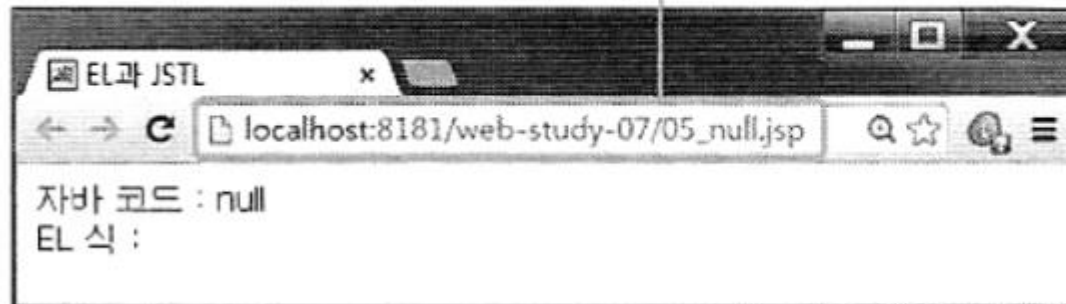 EL과 JSTL
localhost:8181/web-study-07/05_null.jsp
자바 코드 : null
EL 식 :